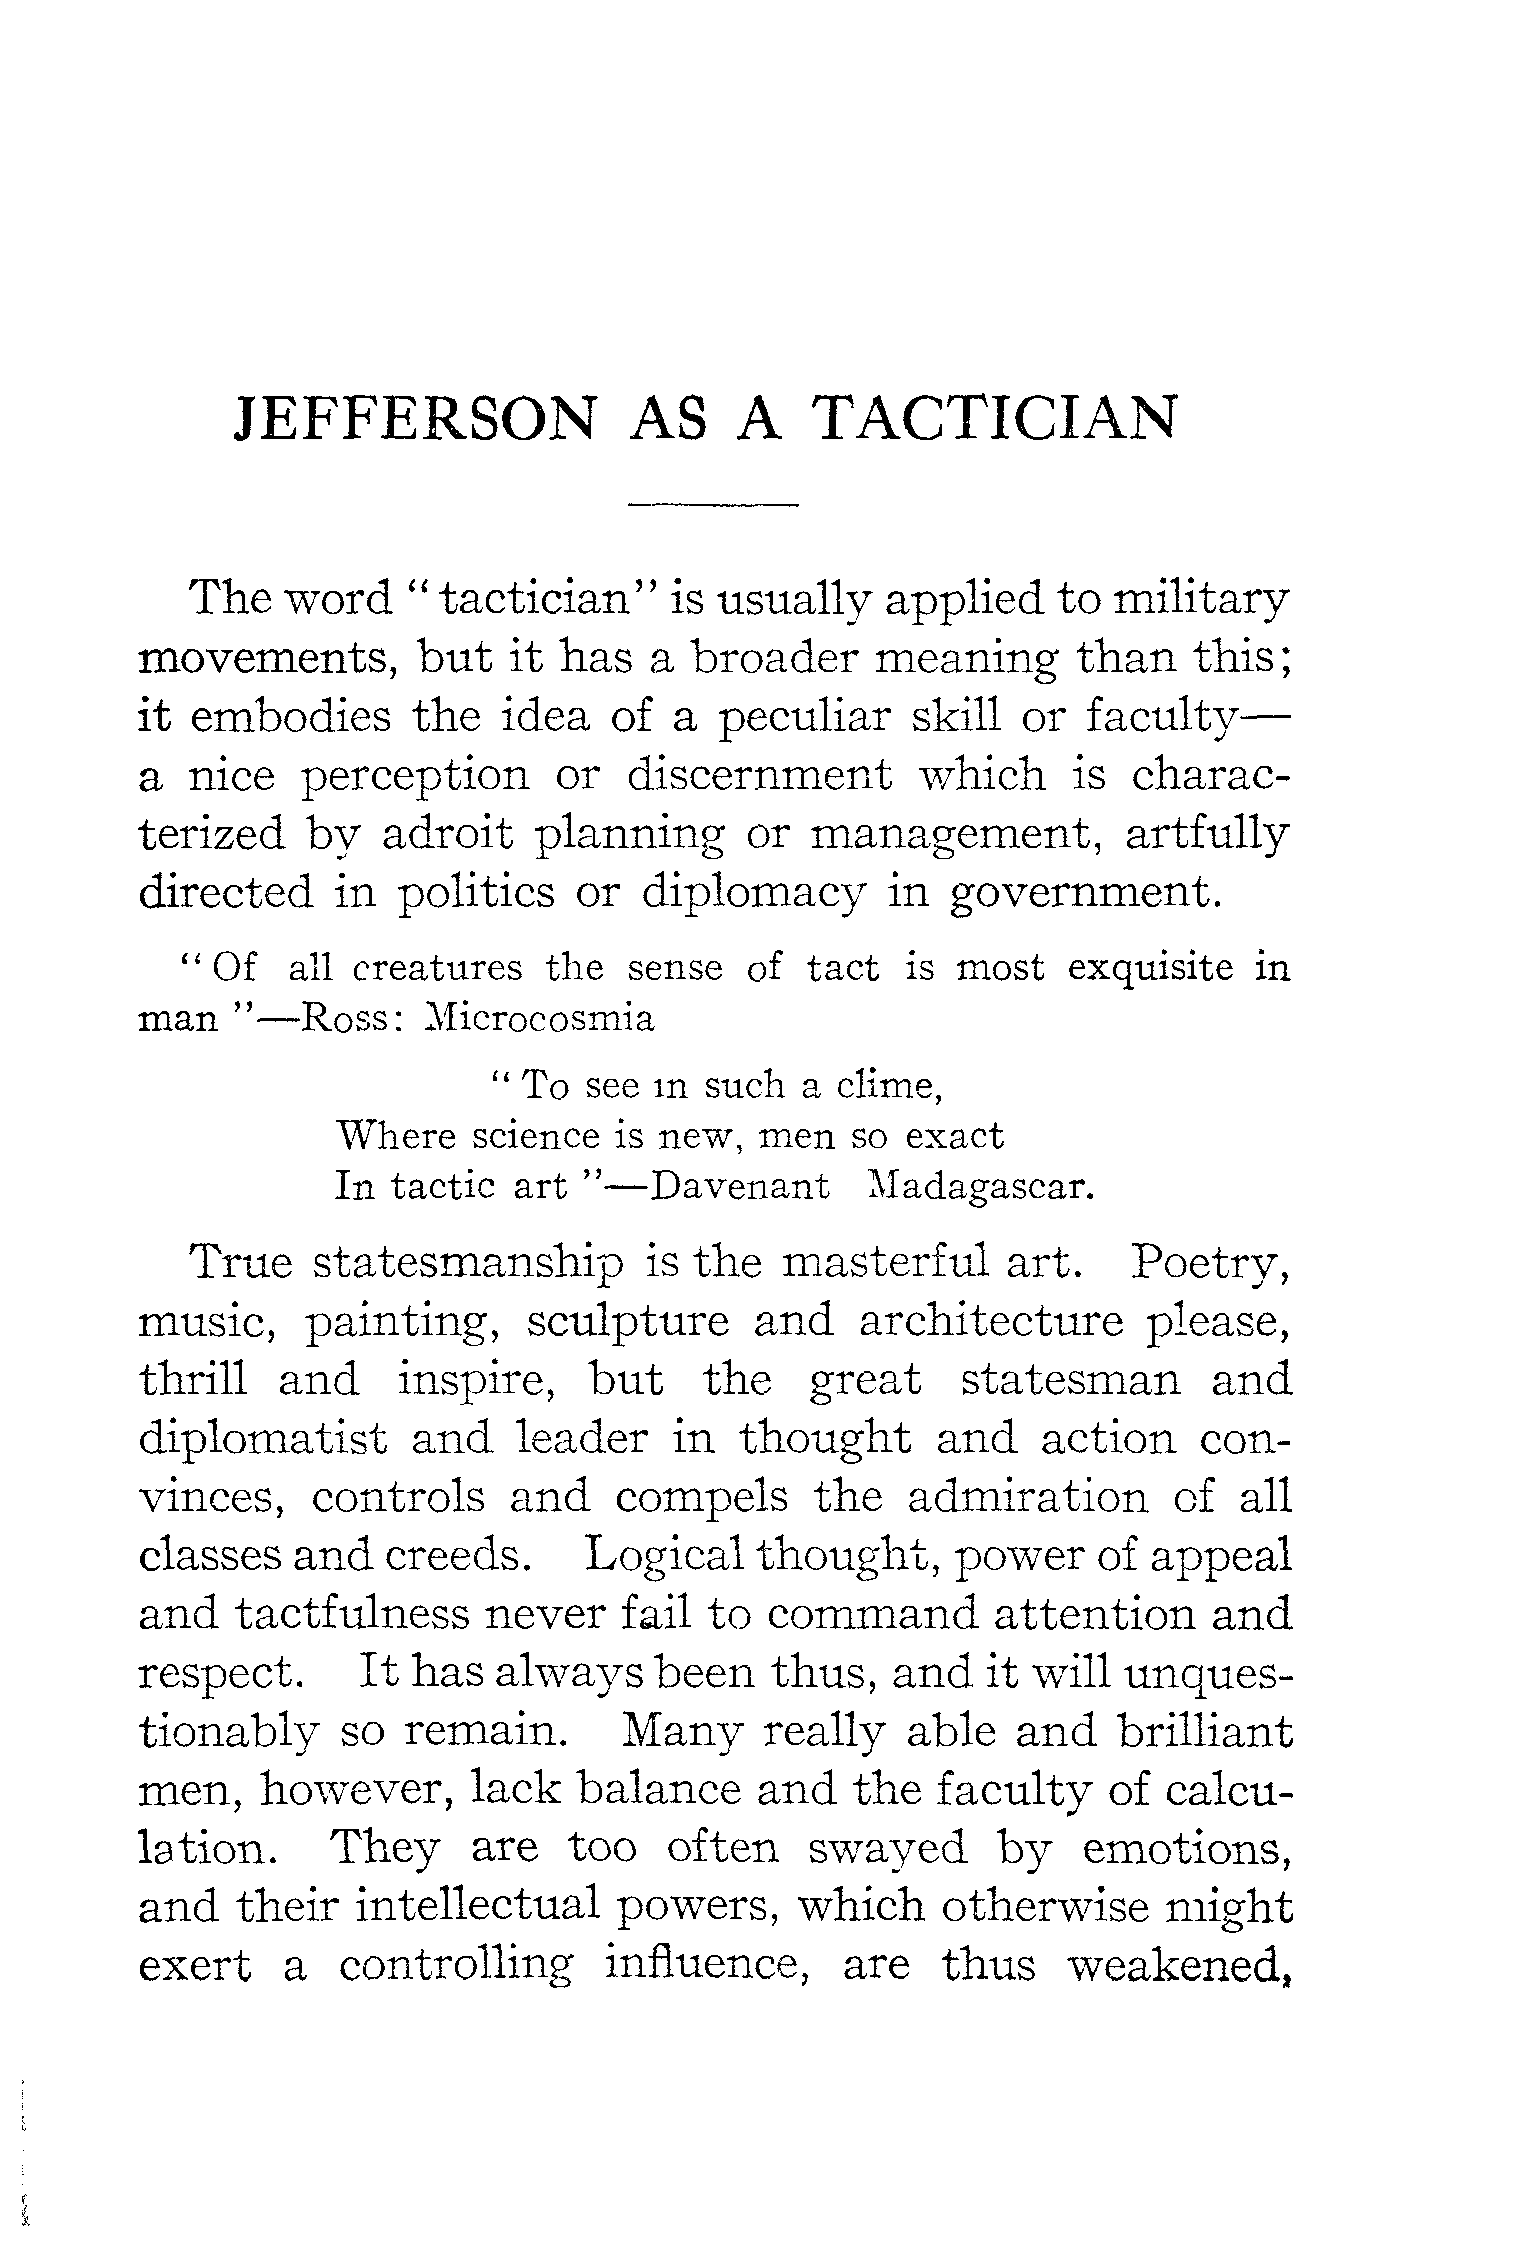 JEFFERSON AS A TACTICIAN
The word "tactician" is usually applied to military
movements, but it has a broader meaning than this;
it embodies the idea of a peculiar skill or faculty—
a nice perception or discernment which is charac-
terized by adroit planning or management, artfully
directed in politics or diplomacy in government.
"Of all creatures the sense of tact is most exquisite in
man"—Ross: Microcosmia
"To see in such a clime,
Where science is new, men so exact
In tactic art"—Davenant Madagascar.
True statesmanship is the masterful art. Poetry,
music, painting, sculpture and architecture please,
thrill and inspire, but the great statesman and
diplomatist and leader in thought and action con-
vinces, controls and compels the admiration of all
classes and creeds. Logical thought, power of appeal
and tactfulness never fail to command attention and
respect. It has always been thus, and it will unques-
tionably so remain. Many really able and brilliant
men, however, lack balance and the faculty of calcu-
lation. They are too often swayed by emotions,
and their intellectual powers, which otherwise might
exert a controlling influence, are thus weakened,